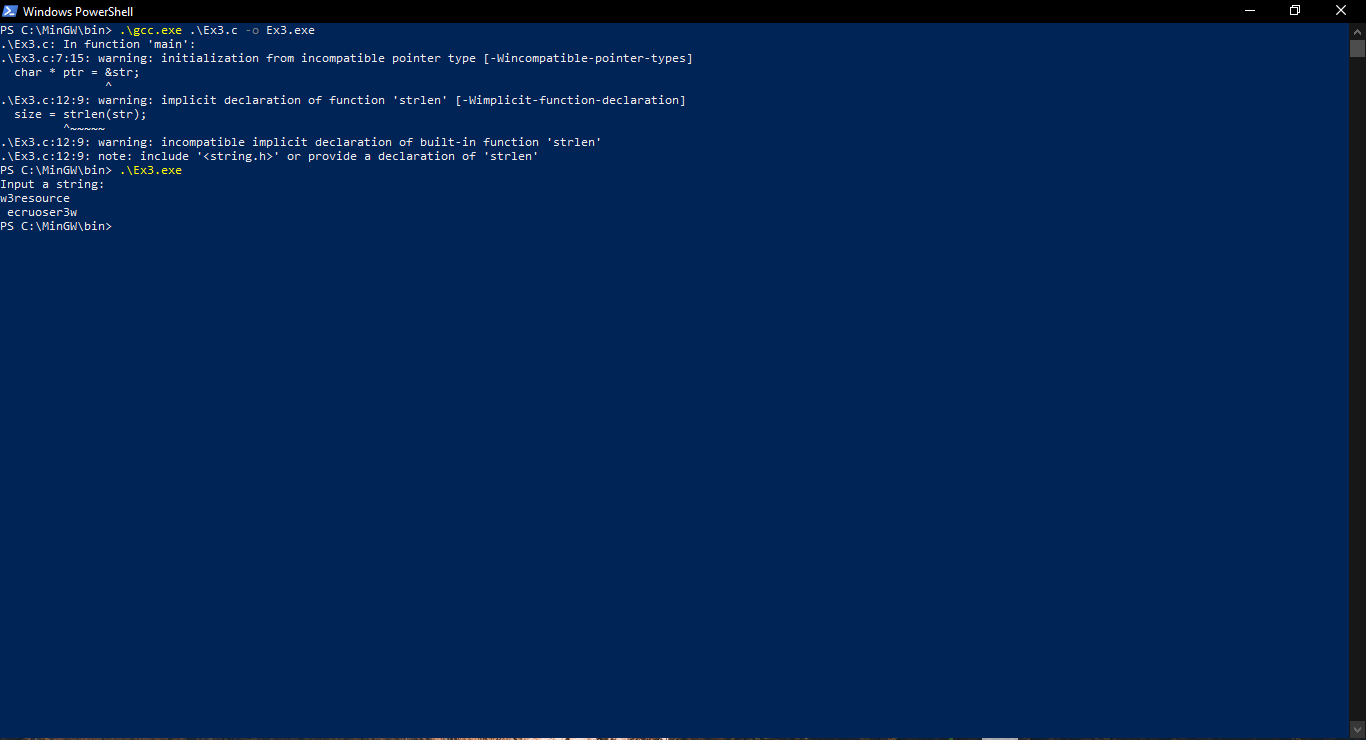 Windows PowerShell
PS C:\MinGW\bin> .\gcc.exe .\Ex3.c -o Ex3.exe
.\Ex3.c: In function 'main':
.\Ex3.c:7:15: warning: initialization from incompatible pointer type [-Wincompatible-pointer-types]
  char * ptr = &str;
               ^
.\Ex3.c:12:9: warning: implicit declaration of function 'strlen' [-Wimplicit-function-declaration]
  size = strlen(str);
         ^~~~~~
.\Ex3.c:12:9: warning: incompatible implicit declaration of built-in function 'strlen'
.\Ex3.c:12:9: note: include '<string.h>' or provide a declaration of 'strlen'
PS C:\MinGW\bin> .\Ex3.exe
Input a string:
w3resource
 ecruoser3w
PS C:\MinGW\bin>